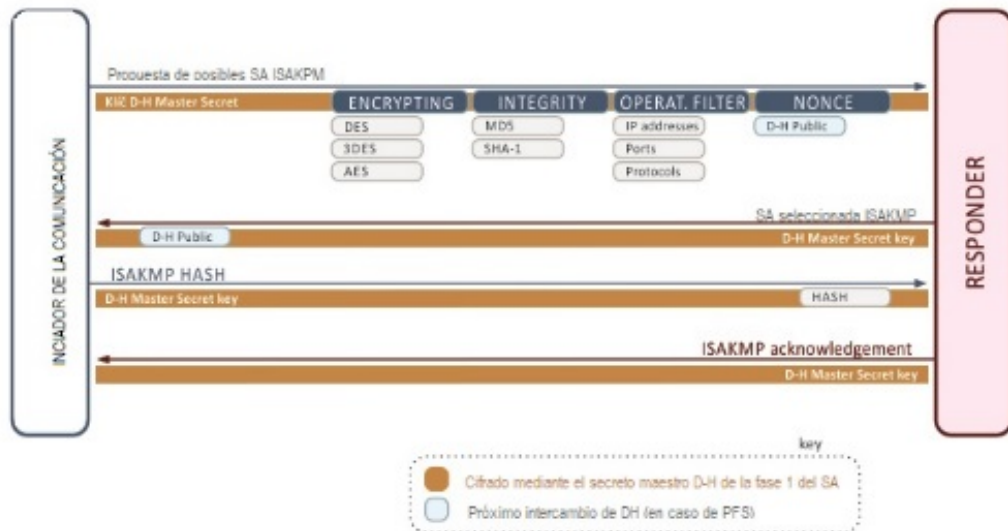 INCIADOR DE LA COMUNICACIÓN
Propuesta de posibles SA ISAKPM
Klíč D-H Master Secret
ENCRYPTING
INTEGRITY
OPERAT. FILTER
NONCE
DES
3DES
AES
MD5
SHA-1
IP addresses
Ports
Protocols
D-H Public
SA seleccionada ISAKMP
D-H Public
D-H Master Secret key
ISAKMP HASH
D-H Master Secret key
HASH
ISAKMP acknowledgement
D-H Master Secret key
RESPONDER
key
Cifrado mediante el secreto maestro D-H de la fase 1 del SA
Próximo intercambio de DH (en caso de PFS)